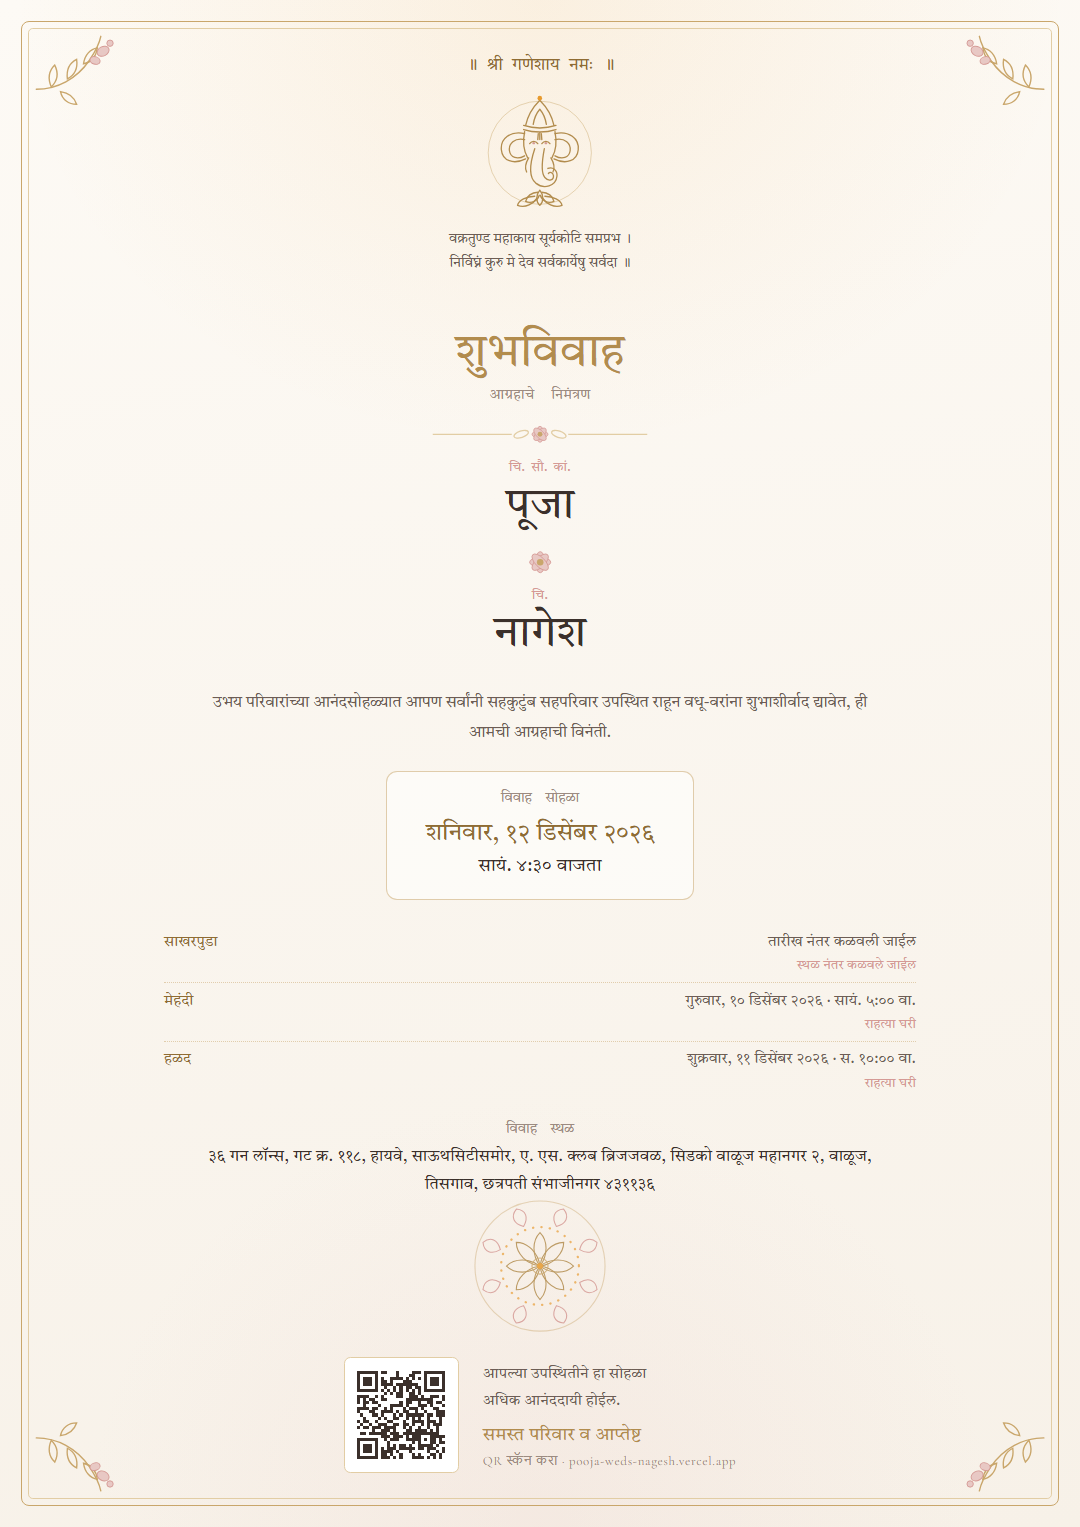 ॥ श्री गणेशाय नमः ॥
वक्रतुण्ड महाकाय सूर्यकोटि समप्रभ ।
निर्विघ्नं कुरु मे देव सर्वकार्येषु सर्वदा ॥
शुभविवाह
आग्रहाचे निमंत्रण
चि. सौ. कां.
पूजा
चि.
नागेश
उभय परिवारांच्या आनंदसोहळ्यात आपण सर्वांनी सहकुटुंब सहपरिवार उपस्थित राहून वधू-वरांना शुभाशीर्वाद द्यावेत, ही
आमची आग्रहाची विनंती.
विवाह सोहळा
शनिवार, १२ डिसेंबर २०२६
सायं. ४:३० वाजता
साखरपुडा तारीख नंतर कळवली जाईल
स्थळ नंतर कळवले जाईल
मेहंदी गुरुवार, १० डिसेंबर २०२६ · सायं. ५:०० वा.
राहत्या घरी
हळद शुक्रवार, ११ डिसेंबर २०२६ · स. १०:०० वा.
राहत्या घरी
विवाह स्थळ
३६ गन लॉन्स, गट क्र. ११८, हायवे, साऊथसिटीसमोर, ए. एस. क्लब ब्रिजजवळ, सिडको वाळूज महानगर २, वाळूज,
तिसगाव, छत्रपती संभाजीनगर ४३११३६
आपल्या उपस्थितीने हा सोहळा
अधिक आनंददायी होईल.
समस्त परिवार व आप्तेष्ट
QR स्कॅन करा · pooja-weds-nagesh.vercel.app